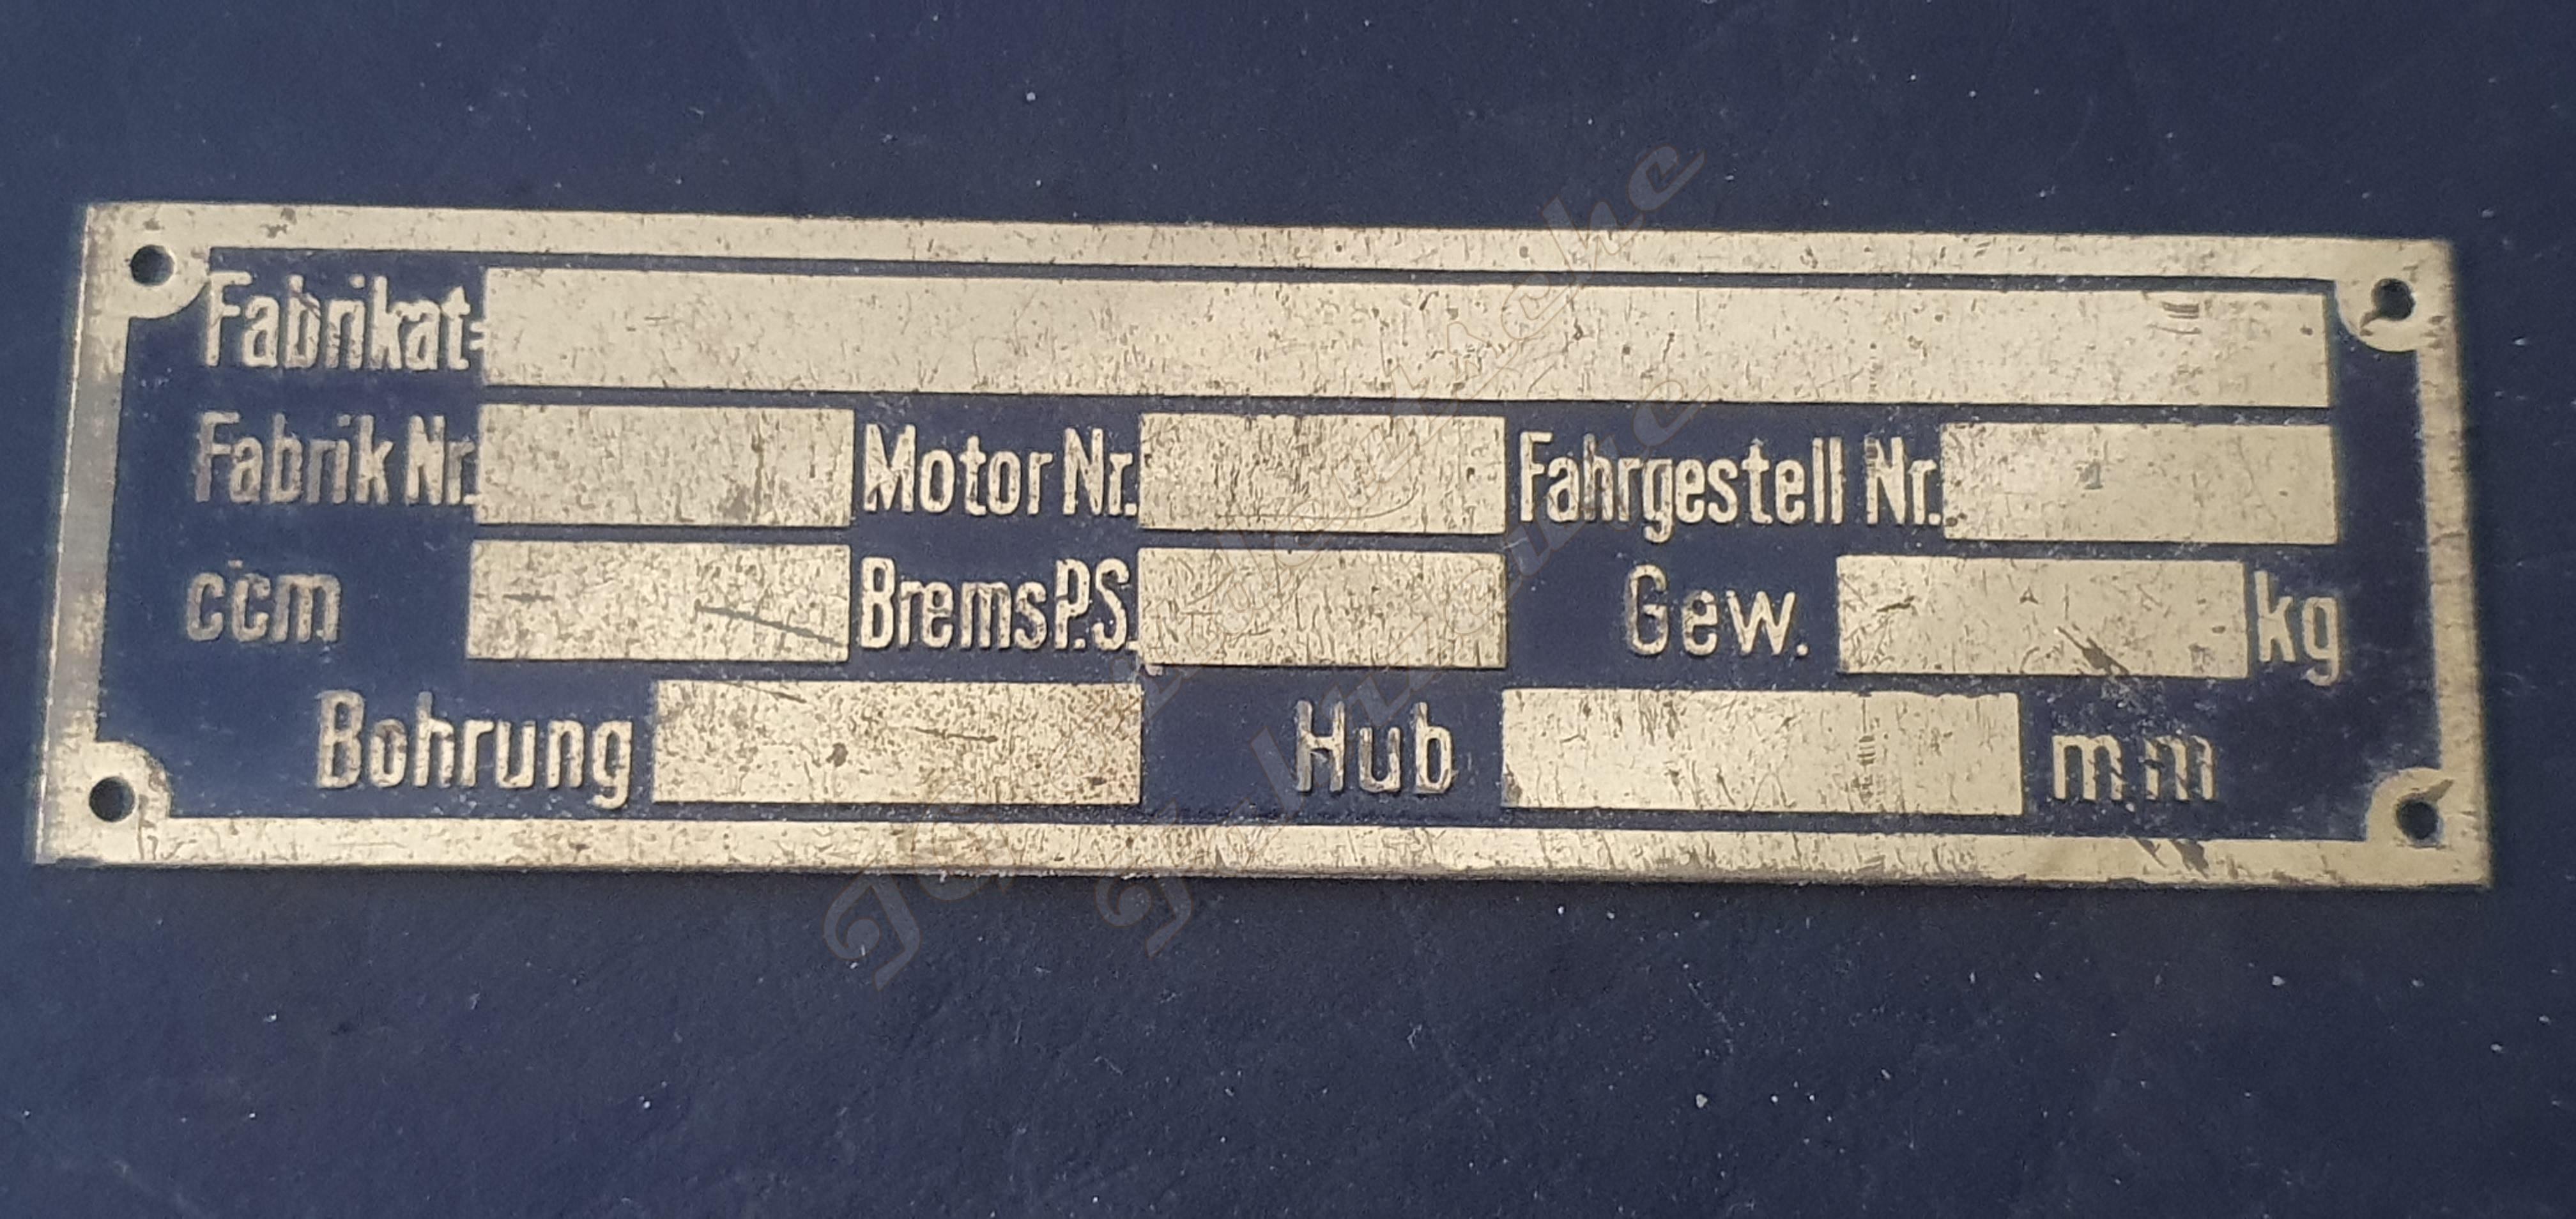 Fabrikat:
Fabrik Nr. Motor Nr. Fahrgestell Nr.
ccm Brems P.S. Gew. kg
Bohrung Hub m.m